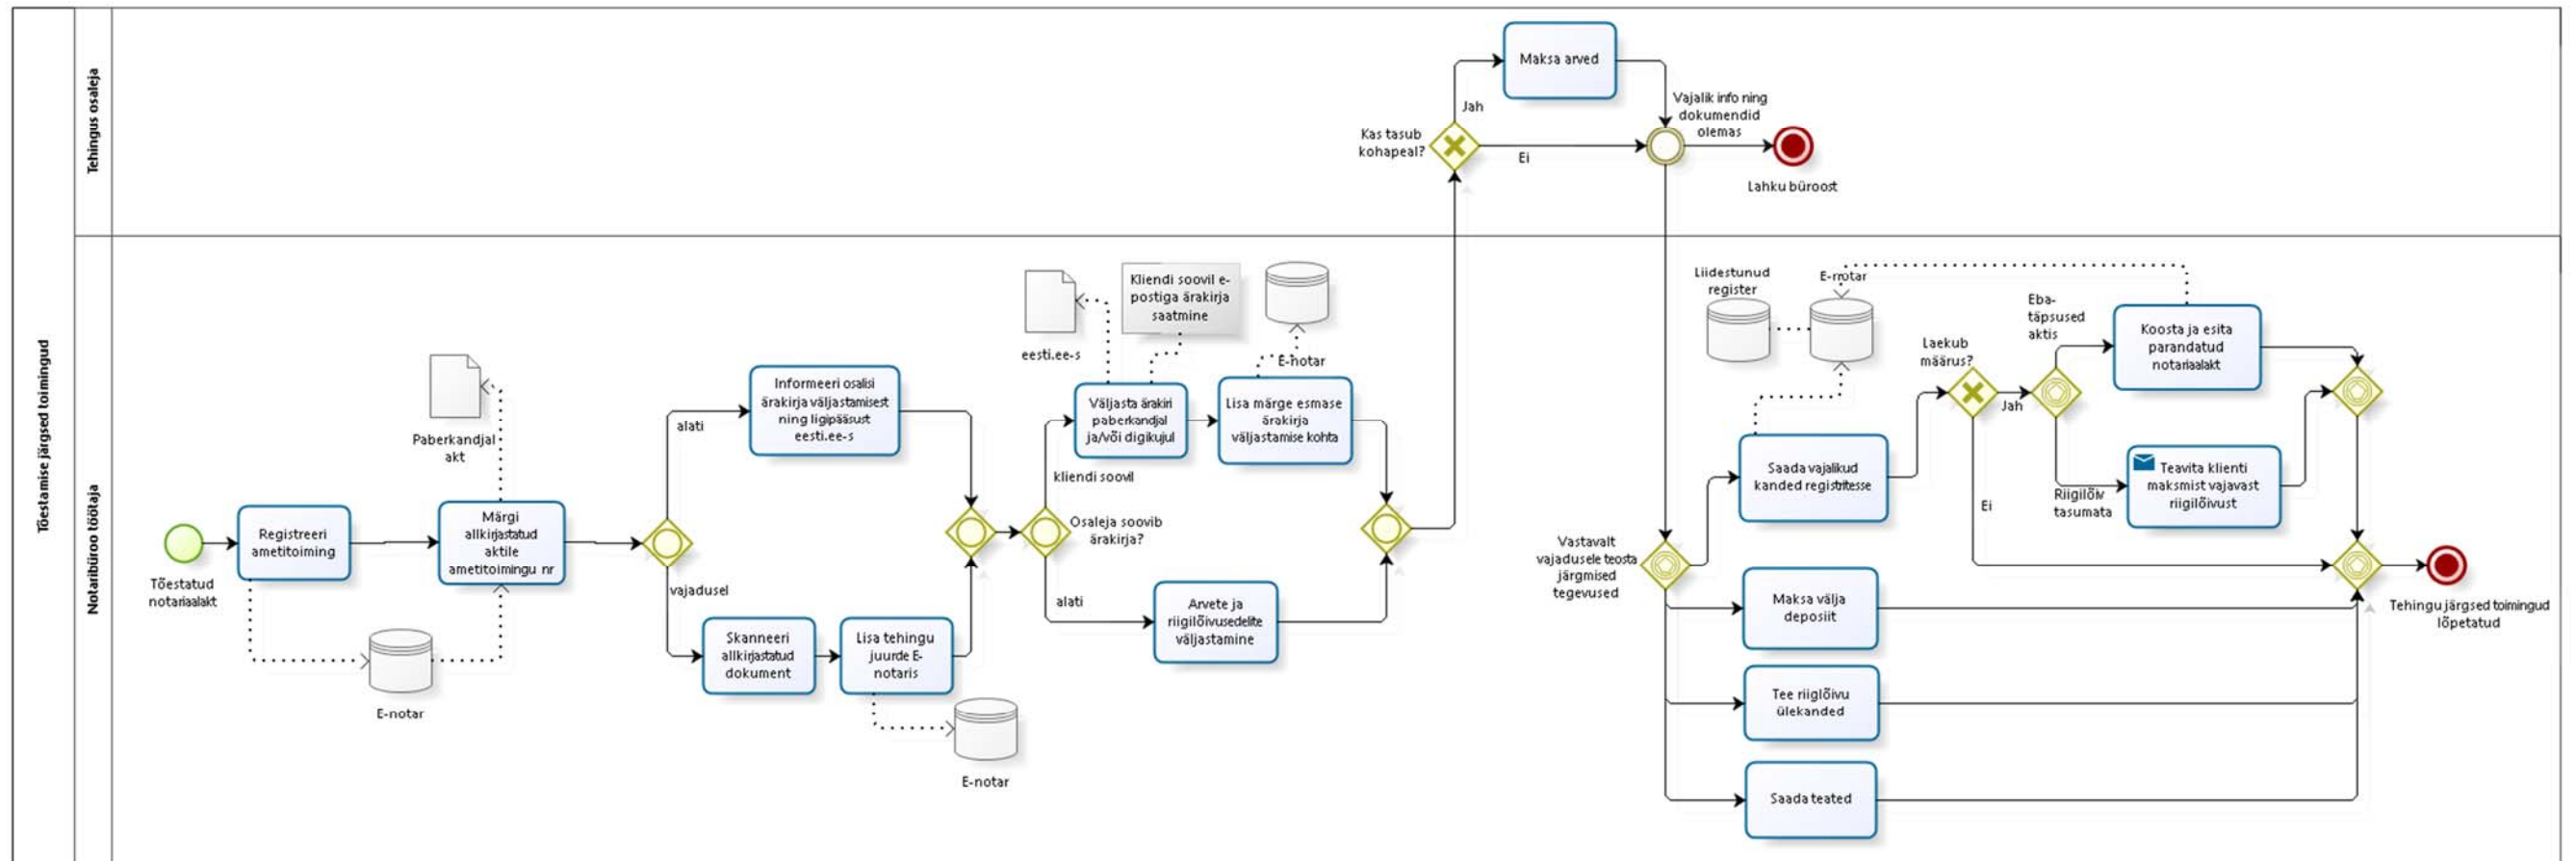 Tõestamise järgsed toimingud
Tehingus osaleja
Maksa arved
Jah
Kas tasub
kohapeal?
Ei
Vajalik info ning
dokumendid
olemas
Lahku büroost
Notaribüroo töötaja
Tõestatud
notariaalakt
Registreeri
ametitoiming
E-notar
Paberkandjal
akt
Märgi
allkirjastatud
aktile
ametitoimingu nr
alati
vajadusel
Informeeri osalisi
ärakirja väljastamisest
ning ligipääsust
eesti.ee-s
Skanneeri
allkirjastatud
dokument
Lisa tehingu
juurde E-
notaris
E-notar
Osaleja soovib
ärakirja?
kliendi soovil
alati
eesti.ee-s
Kliendi soovil e-
postiga ärakirja
saatmine
Väljasta ärakiri
paberkandjal
ja/või digikujul
E-notar
Lisa märge esmase
ärakirja
väljastamise kohta
Arvete ja
riigilõivusedelite
väljastamine
Vastavalt
vajadusele teosta
järgmised
tegevused
Liidestunud
register
E-notar
Saada vajalikud
kanded registritesse
Maksa välja
deposiit
Tee riiglõivu
ülekanded
Saada teated
Laekub
määrus?
Jah
Ei
Eba-
täpsused
aktis
Riigilõiv
tasumata
Koosta ja esita
parandatud
notariaalakt
Teavita klienti
maksmist vajavast
riigilõivust
Tehingu järgsed toimingud
lõpetatud